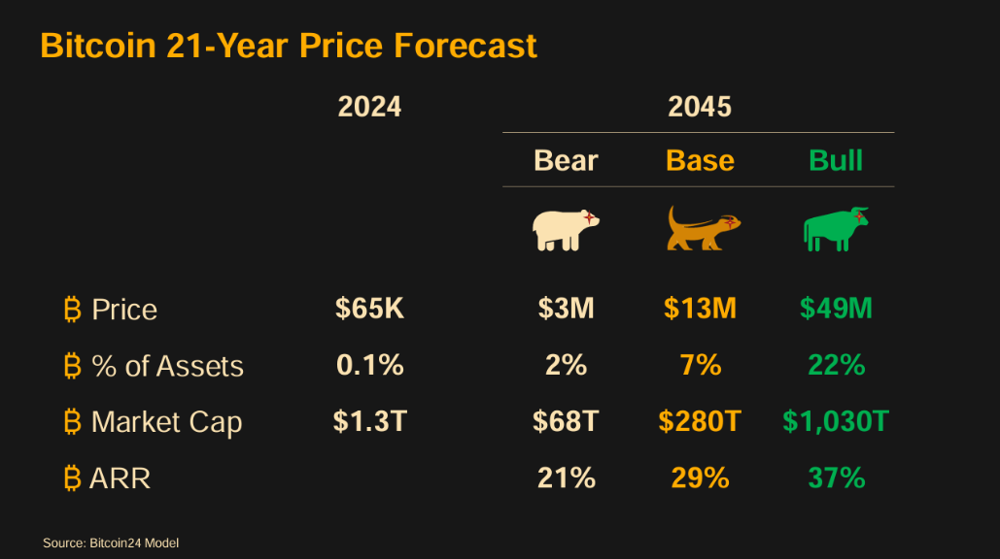 Bitcoin 21-Year Price Forecast
2024 2045
Bear Base Bull
₿ Price $65K $3M $13M $49M
₿ % of Assets 0.1% 2% 7% 22%
₿ Market Cap $1.3T $68T $280T $1,030T
₿ ARR 21% 29% 37%
Source: Bitcoin24 Model